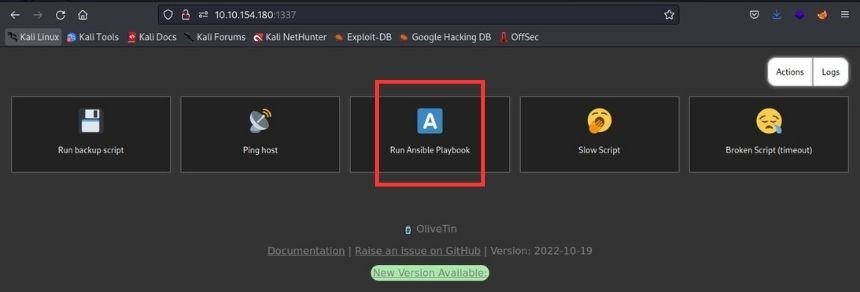 10.10.154.180:1337
Kali Linux Kali Tools Kali Docs Kali Forums Kali NetHunter Exploit-DB Google Hacking DB OffSec
Actions Logs
A
Run backup script Ping host Run Ansible Playbook Slow Script Broken Script (timeout)
OliveTin
Documentation | Raise an Issue on GitHub | Version: 2022-10-19
New Version Available: